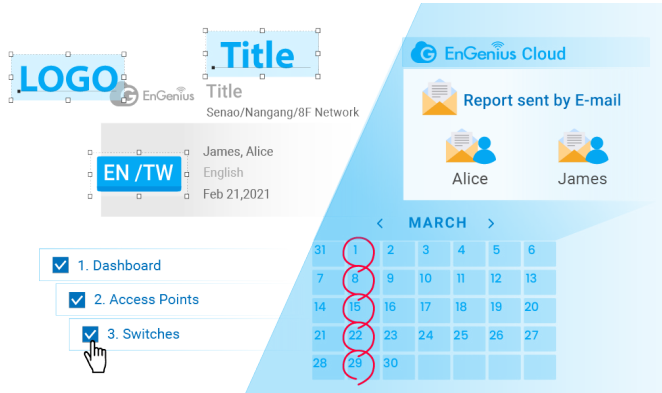 LOGO
EnGenius
Title
Title
Senao/Nangang/8F Network
EN /TW
James, Alice
English
Feb 21,2021
1. Dashboard
2. Access Points
3. Switches
EnGenius Cloud
Report sent by E-mail
Alice
James
< MARCH >
31 1 2 3 4 5 6
7 8 9 10 11 12 13
14 15 16 17 18 19 20
21 22 23 24 25 26 27
28 29 30